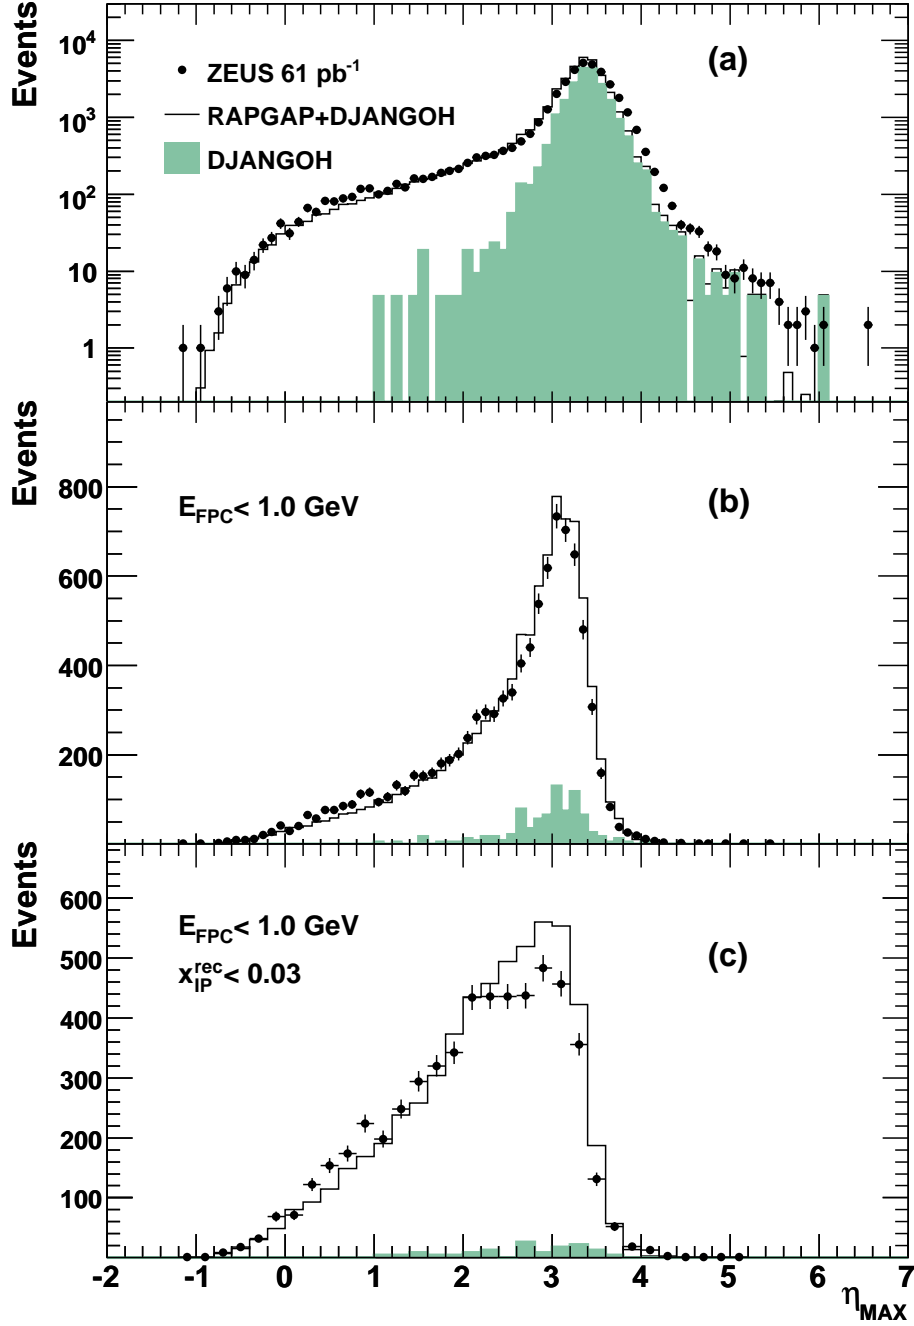 Events
10⁴
10³
10²
10
1
(a)
ZEUS 61 pb⁻¹
RAPGAP+DJANGOH
DJANGOH
Events
800
600
400
200
E_FPC< 1.0 GeV
(b)
Events
600
500
400
300
200
100
E_FPC< 1.0 GeV
x_IP^rec< 0.03
(c)
-2 -1 0 1 2 3 4 5 6 7
η_MAX